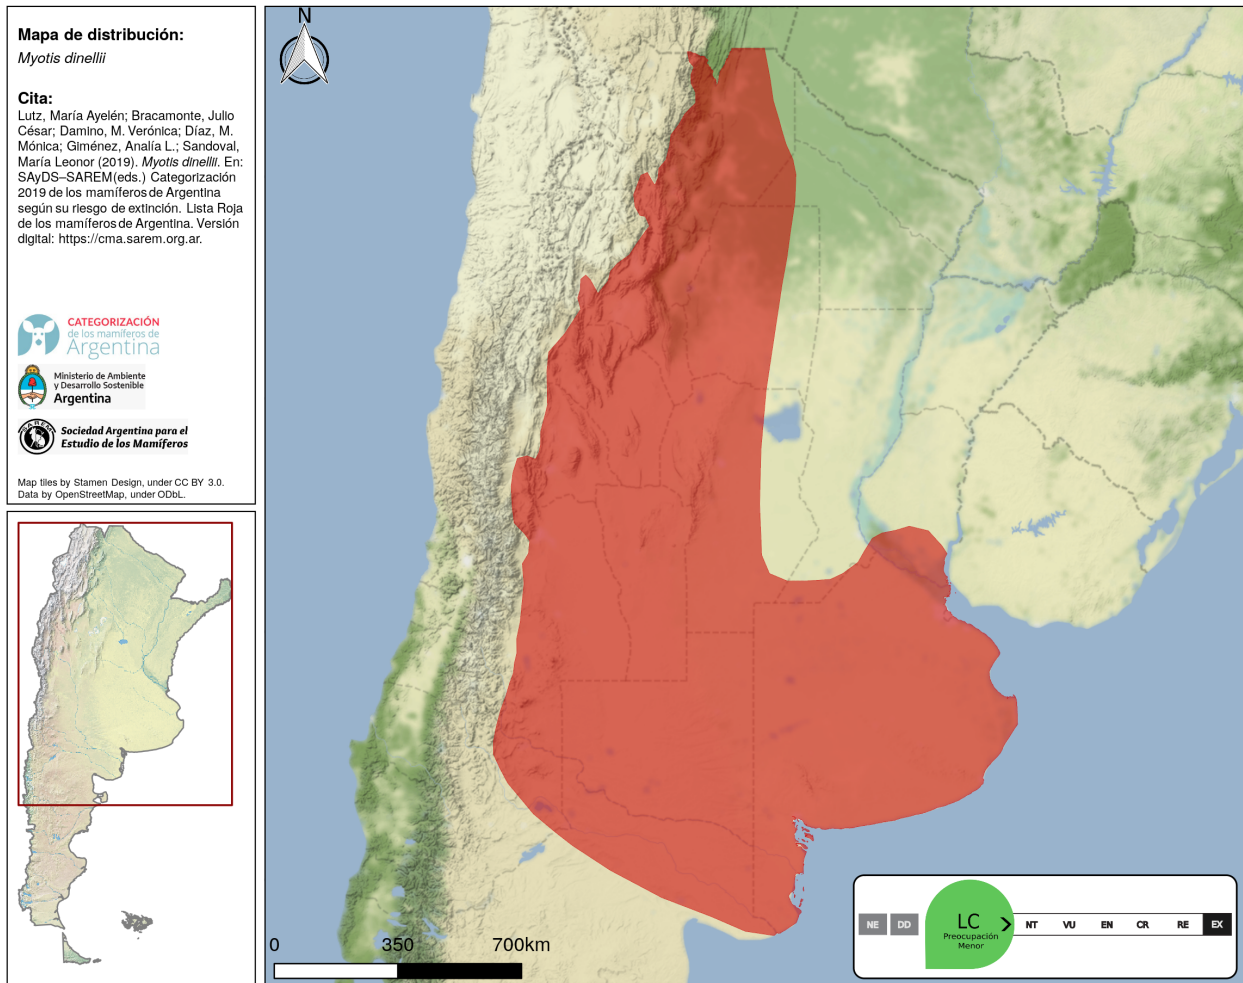 Mapa de distribución:
Myotis dinellii
Cita:
Lutz, María Ayelén; Bracamonte, Julio
César; Damino, M. Verónica; Díaz, M.
Mónica; Giménez, Analía L.; Sandoval,
María Leonor (2019). Myotis dinellii. En:
SAyDS–SAREM(eds.) Categorización
2019 de los mamíferos de Argentina
según su riesgo de extinción. Lista Roja
de los mamíferos de Argentina. Versión
digital: https://cma.sarem.org.ar.
CATEGORIZACIÓN
de los mamíferos de
Argentina
Ministerio de Ambiente
y Desarrollo Sostenible
Argentina
SAREM
Sociedad Argentina para el
Estudio de los Mamíferos
Map tiles by Stamen Design, under CC BY 3.0.
Data by OpenStreetMap, under ODbL.
N
0 350 700km
NE DD LC NT VU EN CR RE EX
Preocupación
Menor